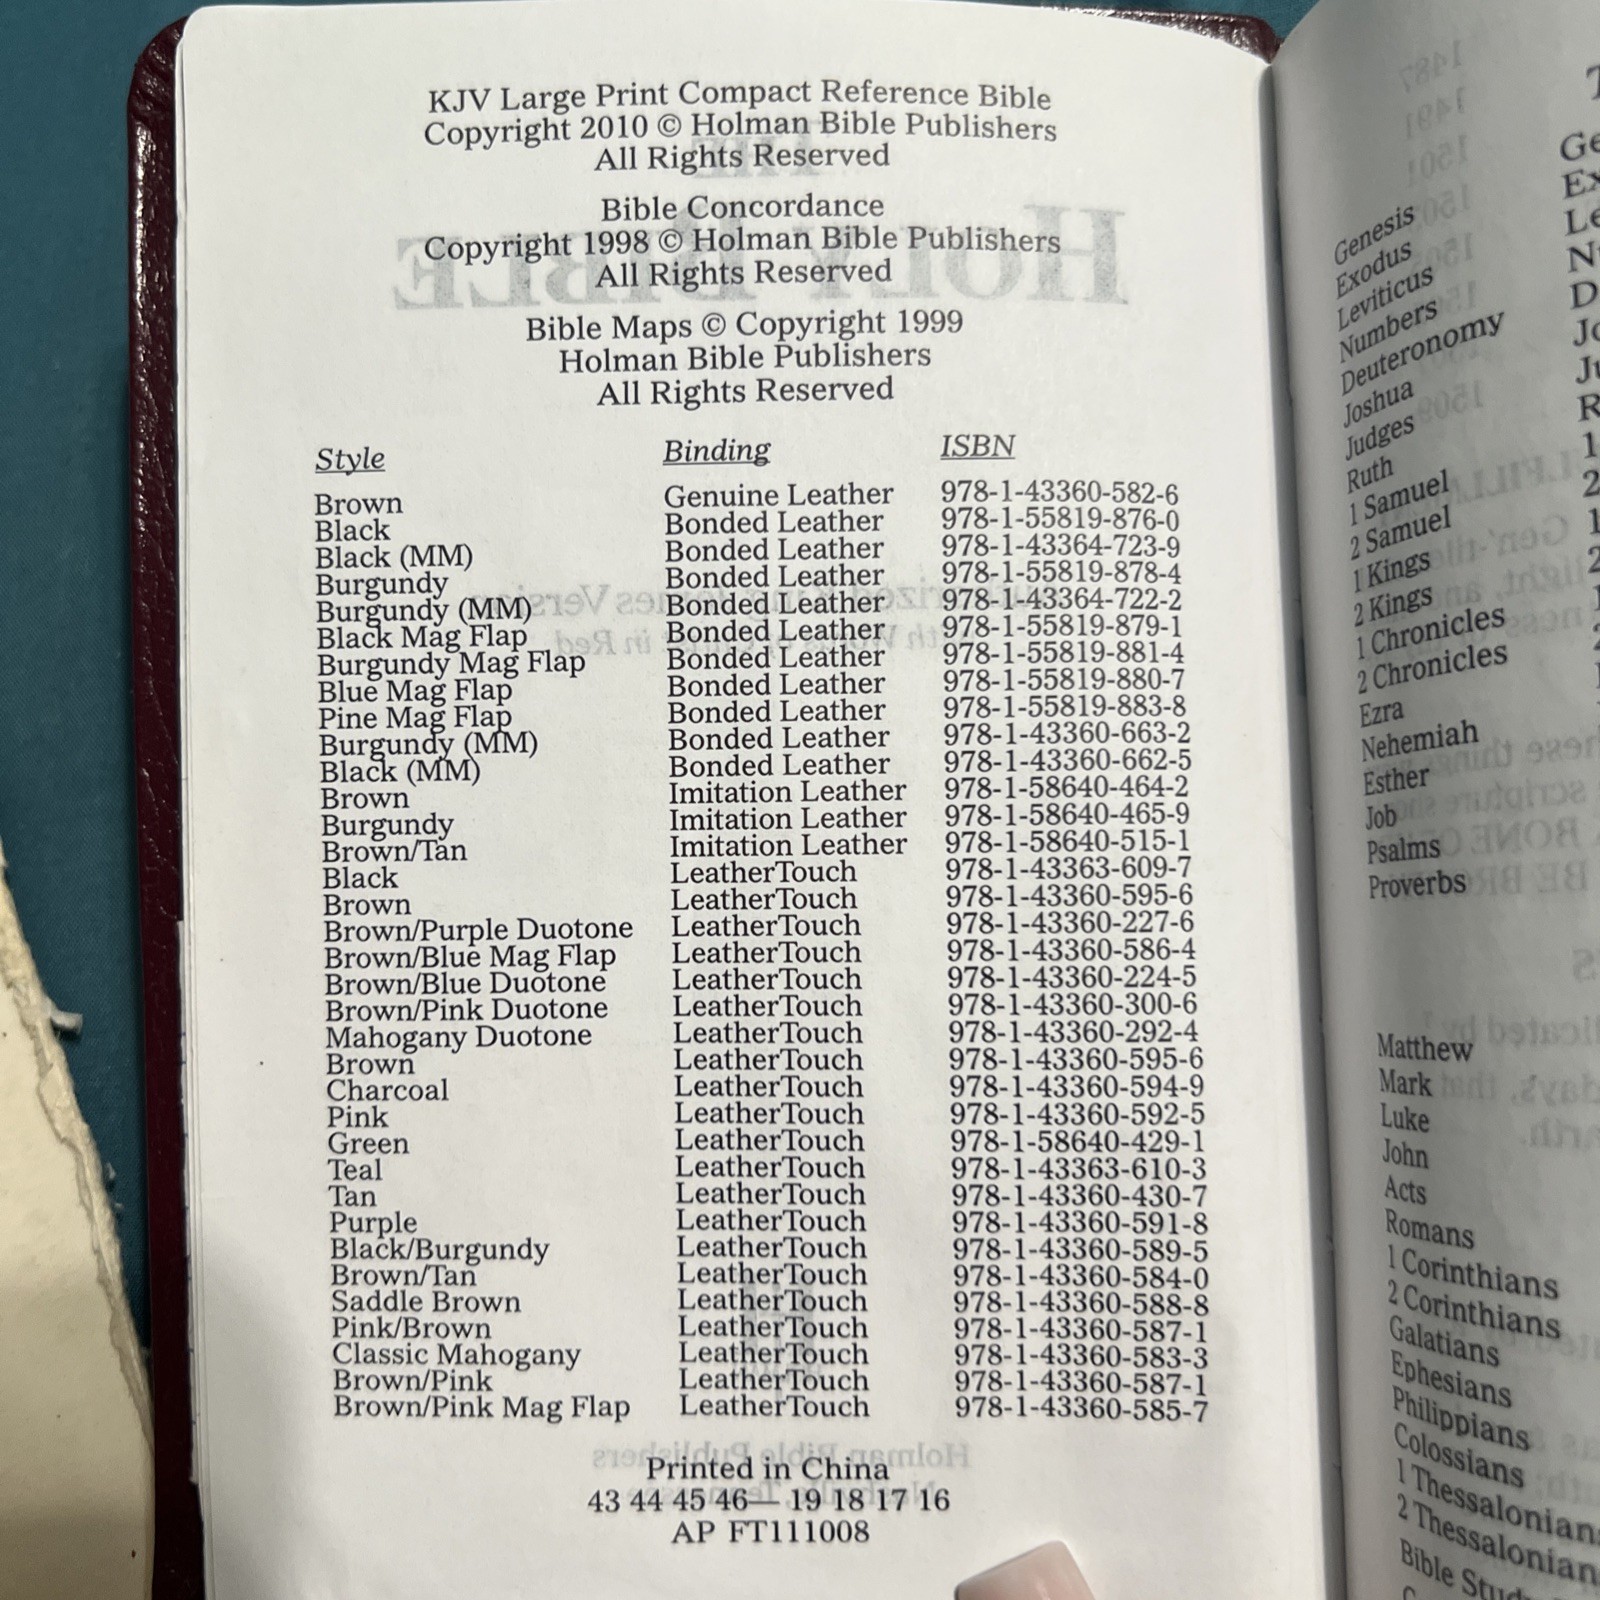 KJV Large Print Compact Reference Bible
Copyright 2010 © Holman Bible Publishers
All Rights Reserved
Bible Concordance
Copyright 1998 © Holman Bible Publishers
All Rights Reserved
Bible Maps © Copyright 1999
Holman Bible Publishers
All Rights Reserved
Style Binding ISBN
Brown Genuine Leather 978-1-43360-582-6
Black Bonded Leather 978-1-55819-876-0
Black (MM) Bonded Leather 978-1-43364-723-9
Burgundy Bonded Leather 978-1-55819-878-4
Burgundy (MM) Bonded Leather 978-1-43364-722-2
Black Mag Flap Bonded Leather 978-1-55819-879-1
Burgundy Mag Flap Bonded Leather 978-1-55819-881-4
Blue Mag Flap Bonded Leather 978-1-55819-880-7
Pine Mag Flap Bonded Leather 978-1-55819-883-8
Burgundy (MM) Bonded Leather 978-1-43360-663-2
Black (MM) Bonded Leather 978-1-43360-662-5
Brown Imitation Leather 978-1-58640-464-2
Burgundy Imitation Leather 978-1-58640-465-9
Brown/Tan Imitation Leather 978-1-58640-515-1
Black LeatherTouch 978-1-43363-609-7
Brown LeatherTouch 978-1-43360-595-6
Brown/Purple Duotone LeatherTouch 978-1-43360-227-6
Brown/Blue Mag Flap LeatherTouch 978-1-43360-586-4
Brown/Blue Duotone LeatherTouch 978-1-43360-224-5
Brown/Pink Duotone LeatherTouch 978-1-43360-300-6
Mahogany Duotone LeatherTouch 978-1-43360-292-4
Brown LeatherTouch 978-1-43360-595-6
Charcoal LeatherTouch 978-1-43360-594-9
Pink LeatherTouch 978-1-43360-592-5
Green LeatherTouch 978-1-58640-429-1
Teal LeatherTouch 978-1-43363-610-3
Tan LeatherTouch 978-1-43360-430-7
Purple LeatherTouch 978-1-43360-591-8
Black/Burgundy LeatherTouch 978-1-43360-589-5
Brown/Tan LeatherTouch 978-1-43360-584-0
Saddle Brown LeatherTouch 978-1-43360-588-8
Pink/Brown LeatherTouch 978-1-43360-587-1
Classic Mahogany LeatherTouch 978-1-43360-583-3
Brown/Pink LeatherTouch 978-1-43360-587-1
Brown/Pink Mag Flap LeatherTouch 978-1-43360-585-7
Printed in China
43 44 45 46— 19 18 17 16
AP FT111008
Genesis
Exodus
Leviticus
Numbers
Deuteronomy
Joshua
Judges
Ruth
1 Samuel
2 Samuel
1 Kings
2 Kings
1 Chronicles
2 Chronicles
Ezra
Nehemiah
Esther
Job
Psalms
Proverbs
Matthew
Mark
Luke
John
Acts
Romans
1 Corinthians
2 Corinthians
Galatians
Ephesians
Philippians
Colossians
1 Thessalonians
2 Thessalonian
Bible